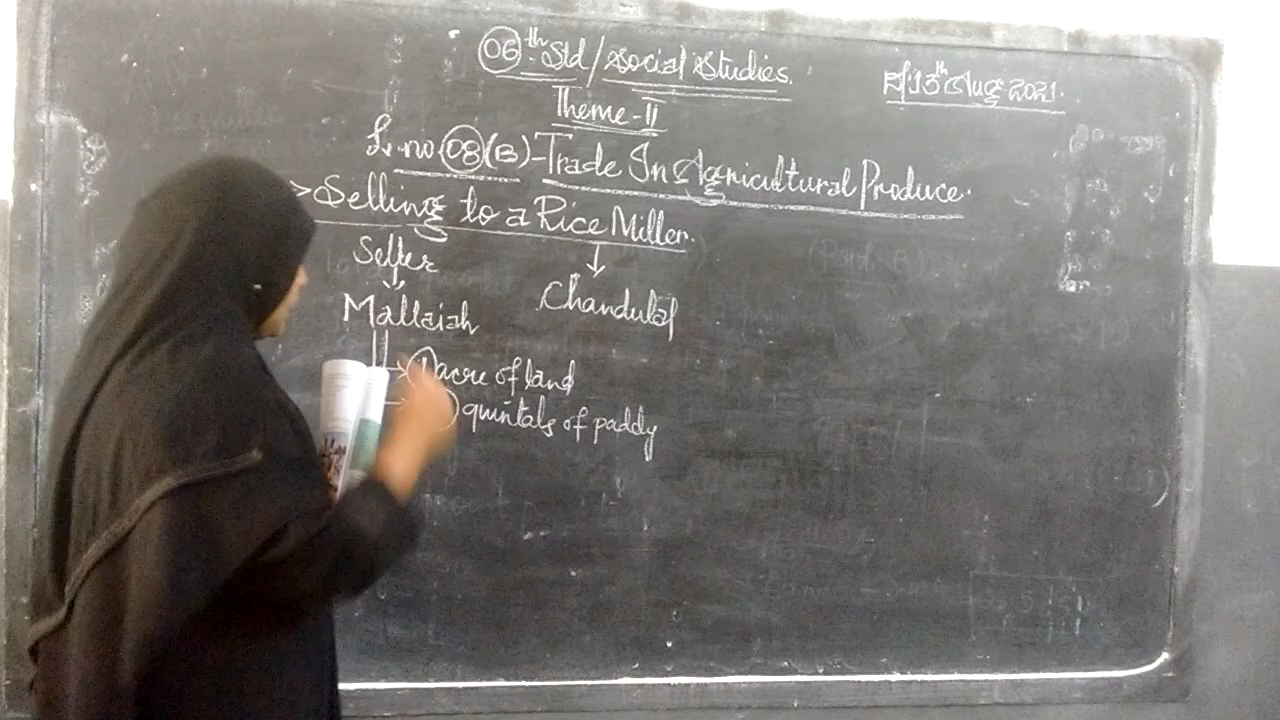 06th Std / Social Studies.
F/13th Aug 2021.
Theme-II
L.no 08(B)-Trade In Agricultural Produce.
>Selling to a Rice Miller.
Seller
Chandulal
Mallaiah
acre of land
quintals of paddy